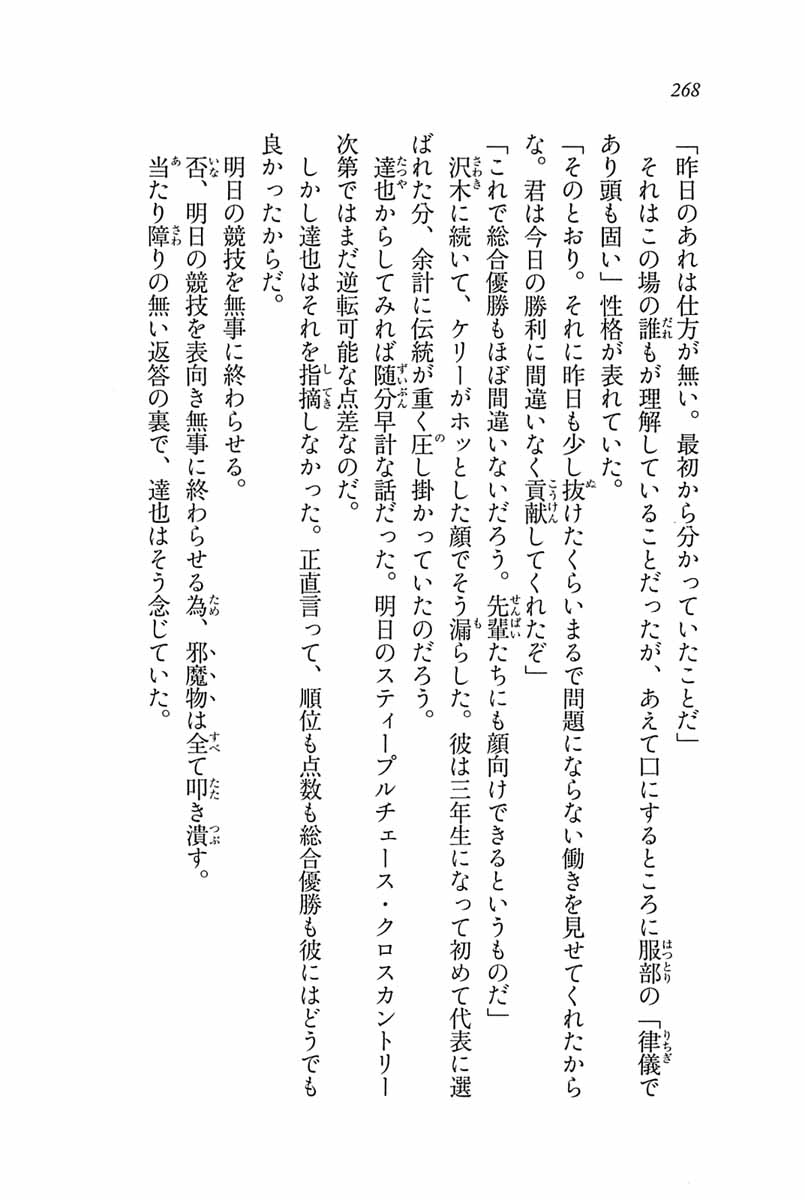 268
「昨日のあれは仕方が無い。最初から分かっていたことだ」
それはこの場の誰もが理解していることだったが、あえて口にするところに服部の「律儀で
あり頭も固い」性格が表れていた。
「そのとおり。それに昨日も少し抜けたくらいまるで問題にならない働きを見せてくれたから
な。君は今日の勝利に間違いなく貢献してくれたぞ」
「これで総合優勝もほぼ間違いないだろう。先輩たちにも顔向けできるというものだ」
沢木に続いて、ケリーがホッとした顔でそう漏らした。彼は三年生になって初めて代表に選
ばれた分、余計に伝統が重く圧し掛かっていたのだろう。
達也からしてみれば随分早計な話だった。明日のスティープルチェース・クロスカントリー
次第ではまだ逆転可能な点差なのだ。
しかし達也はそれを指摘しなかった。正直言って、順位も点数も総合優勝も彼にはどうでも
良かったからだ。
明日の競技を無事に終わらせる。
否、明日の競技を表向き無事に終わらせる為、邪魔物は全て叩き潰す。
当たり障りの無い返答の裏で、達也はそう念じていた。